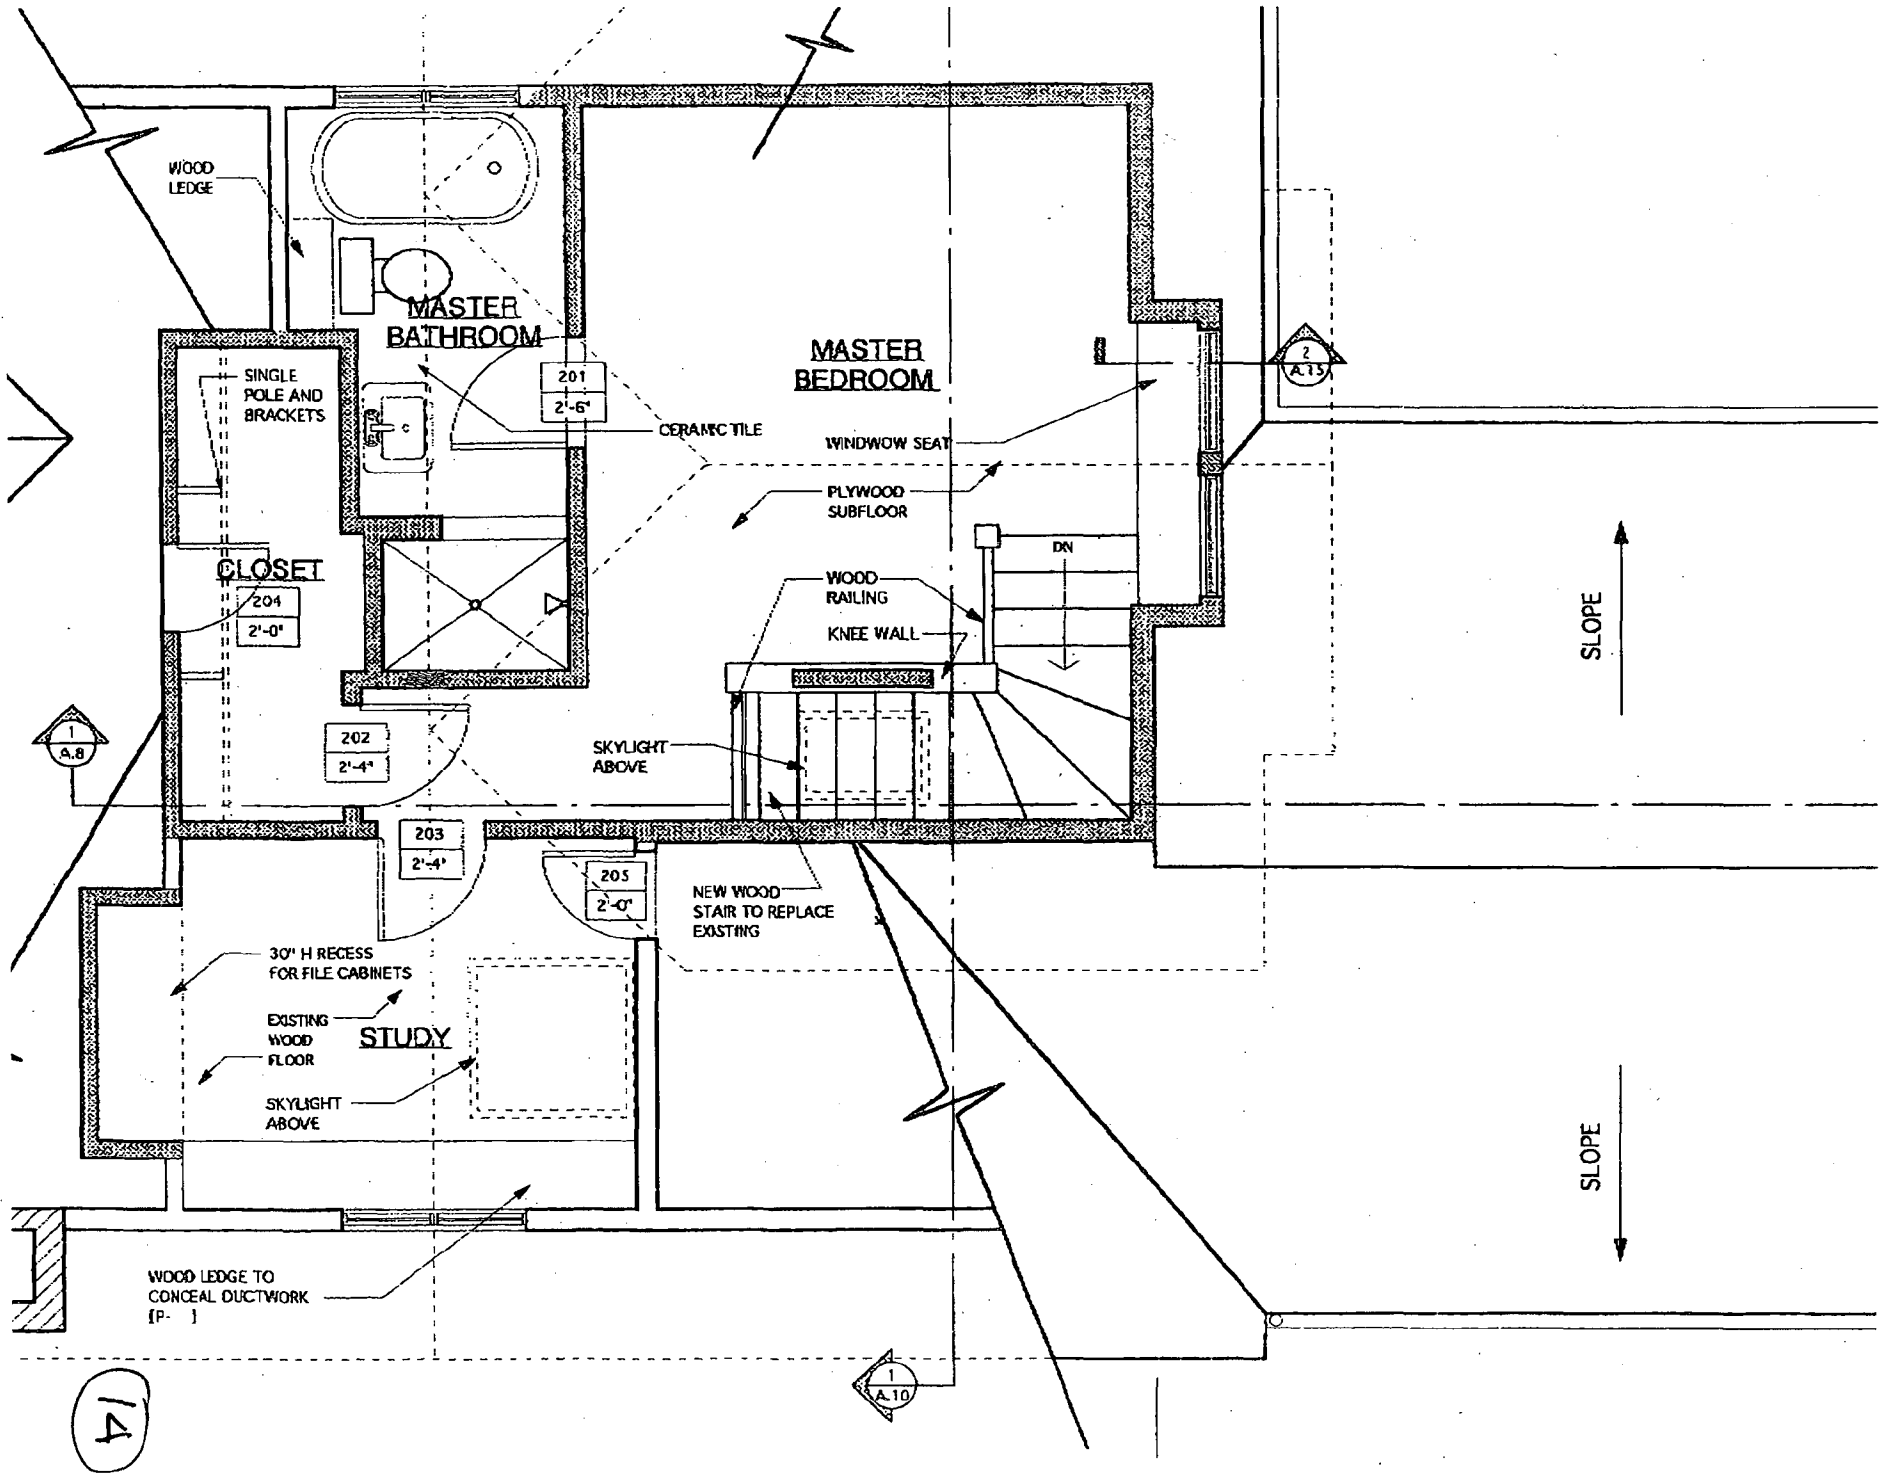 WOOD
LEDGE
MASTER
BATHROOM
SINGLE
POLE AND
BRACKETS
201
2'-6"
CERAMIC TILE
MASTER
BEDROOM
WINDWOW SEAT
2
A.13
PLYWOOD
SUBFLOOR
DN
CLOSET
204
2'-0"
WOOD
RAILING
KNEE WALL
SLOPE
1
A.8
202
2'-4"
SKYLIGHT
ABOVE
203
2'-4"
205
2'-0"
NEW WOOD
STAIR TO REPLACE
EXISTING
30" H RECESS
FOR FILE CABINETS
EXISTING
WOOD
FLOOR
STUDY
SKYLIGHT
ABOVE
SLOPE
WOOD LEDGE TO
CONCEAL DUCTWORK
[P- ]
1
A.10
14